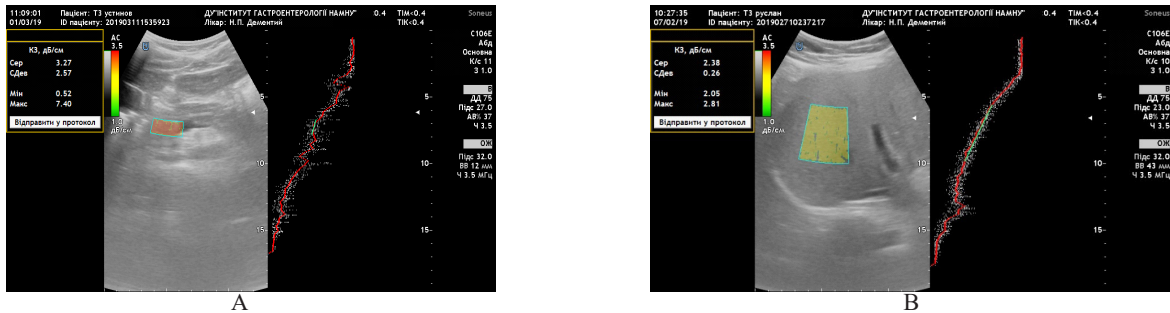 11:09:01 Пацієнт: Т3 устинов ДУ"ІНСТИТУТ ГАСТРОЕНТЕРОЛОГІЇ НАМНУ" 0.4 ТІМ<0.4 Soneus
01/03/19 ID пацієнту: 201903111535923 Лікар: Н.П. Дементий ТІК<0.4
КЗ, дБ/см
Сер 3.27
СДев 2.57
Мін 0.52
Макс 7.40
Відправити у протокол
АС
3.5
1.0
дБ/см
5
10
15
C106E
Абд
Основна
К/с 11
З 1.0
В
ДД 75
Підс 27.0
АВ% 37
Ч 3.5
ОЖ
Підс 32.0
ВВ 12 мм
Ч 3.5 МГц
А
10:27:35 Пацієнт: Т3 руслан ДУ"ІНСТИТУТ ГАСТРОЕНТЕРОЛОГІЇ НАМНУ" 0.4 ТІМ<0.4 Soneus
07/02/19 ID пацієнту: 201902710237217 Лікар: Н.П. Дементий ТІК<0.4
КЗ, дБ/см
Сер 2.38
СДев 0.26
Мін 2.05
Макс 2.81
Відправити у протокол
АС
3.5
1.0
дБ/см
5
10
15
C106E
Абд
Основна
К/с 10
З 1.0
В
ДД 75
Підс 23.0
АВ% 37
Ч 3.5
ОЖ
Підс 32.0
ВВ 43 мм
Ч 3.5 МГц
В